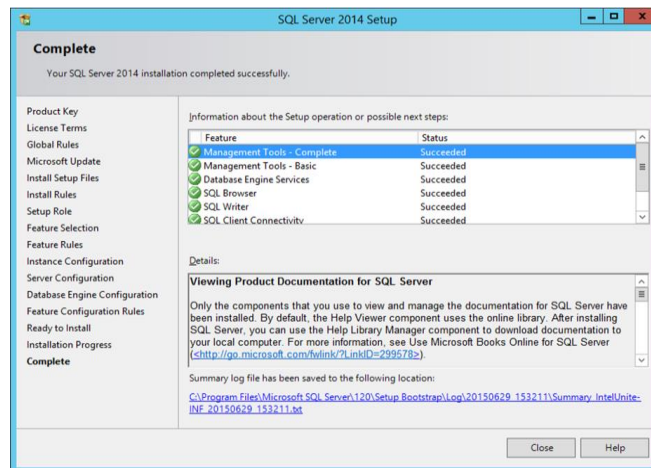 SQL Server 2014 Setup
Complete
Your SQL Server 2014 installation completed successfully.
Product Key
License Terms
Global Rules
Microsoft Update
Install Setup Files
Install Rules
Setup Role
Feature Selection
Feature Rules
Instance Configuration
Server Configuration
Database Engine Configuration
Feature Configuration Rules
Ready to Install
Installation Progress
Complete
Information about the Setup operation or possible next steps:
Feature Status
Management Tools - Complete Succeeded
Management Tools - Basic Succeeded
Database Engine Services Succeeded
SQL Browser Succeeded
SQL Writer Succeeded
SQL Client Connectivity Succeeded
Details:
Viewing Product Documentation for SQL Server
Only the components that you use to view and manage the documentation for SQL Server have
been installed. By default, the Help Viewer component uses the online library. After installing
SQL Server, you can use the Help Library Manager component to download documentation to
your local computer. For more information, see Use Microsoft Books Online for SQL Server
(<http://go.microsoft.com/fwlink/?LinkID=299578>).
Summary log file has been saved to the following location:
C:\Program Files\Microsoft SQL Server\120\Setup Bootstrap\Log\20150629_153211\Summary_IntelUnite-
INF_20150629_153211.txt
Close Help